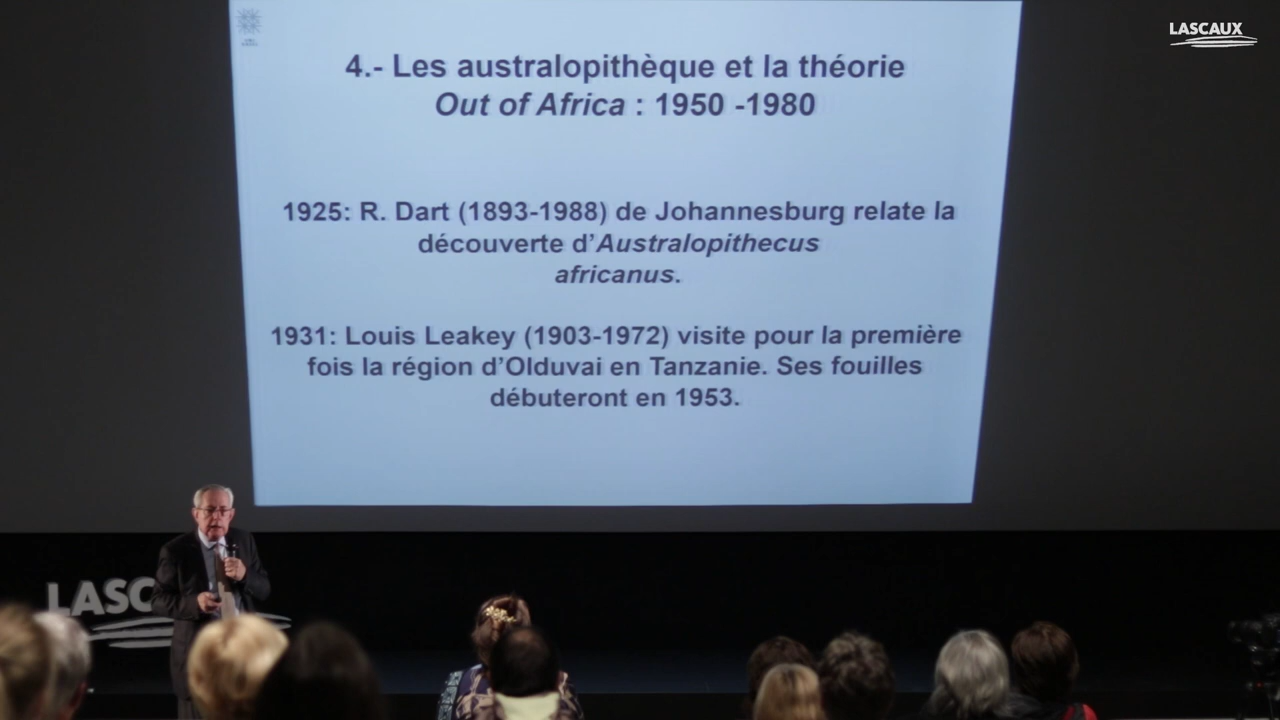 LASCAUX
4.- Les australopithèque et la théorie
Out of Africa : 1950 -1980
1925: R. Dart (1893-1988) de Johannesburg relate la
découverte d’Australopithecus
africanus.
1931: Louis Leakey (1903-1972) visite pour la première
fois la région d’Olduvai en Tanzanie. Ses fouilles
débuteront en 1953.
LASC